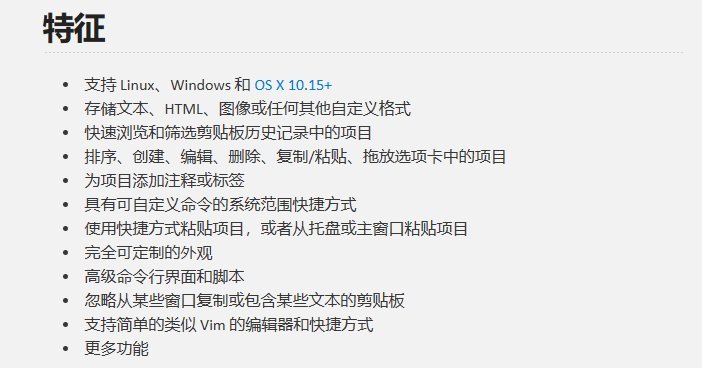 特征
支持 Linux、Windows 和 OS X 10.15+
存储文本、HTML、图像或任何其他自定义格式
快速浏览和筛选剪贴板历史记录中的项目
排序、创建、编辑、删除、复制/粘贴、拖放选项卡中的项目
为项目添加注释或标签
具有可自定义命令的系统范围快捷方式
使用快捷方式粘贴项目，或者从托盘或主窗口粘贴项目
完全可定制的外观
高级命令行界面和脚本
忽略从某些窗口复制或包含某些文本的剪贴板
支持简单的类似 Vim 的编辑器和快捷方式
更多功能